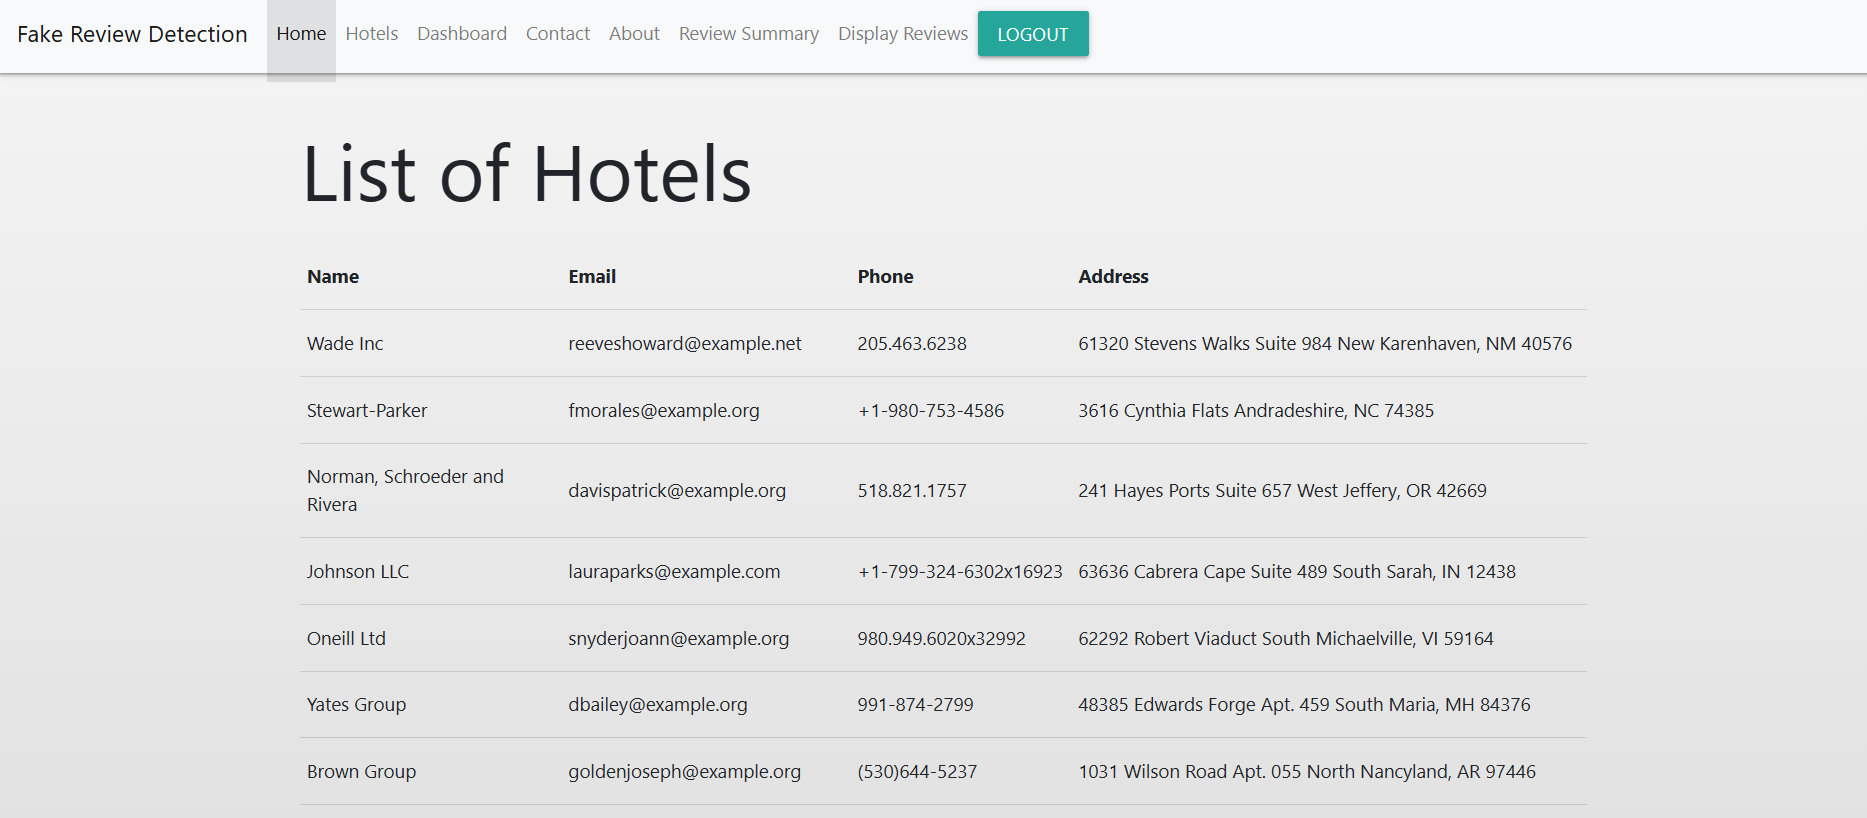 Fake Review Detection Home Hotels Dashboard Contact About Review Summary Display Reviews LOGOUT
List of Hotels
Name Email Phone Address
Wade Inc reeveshoward@example.net 205.463.6238 61320 Stevens Walks Suite 984 New Karenhaven, NM 40576
Stewart-Parker fmorales@example.org +1-980-753-4586 3616 Cynthia Flats Andradeshire, NC 74385
Norman, Schroeder and
Rivera davispatrick@example.org 518.821.1757 241 Hayes Ports Suite 657 West Jeffery, OR 42669
Johnson LLC lauraparks@example.com +1-799-324-6302x16923 63636 Cabrera Cape Suite 489 South Sarah, IN 12438
Oneill Ltd snyderjoann@example.org 980.949.6020x32992 62292 Robert Viaduct South Michaelville, VI 59164
Yates Group dbailey@example.org 991-874-2799 48385 Edwards Forge Apt. 459 South Maria, MH 84376
Brown Group goldenjoseph@example.org (530)644-5237 1031 Wilson Road Apt. 055 North Nancyland, AR 97446